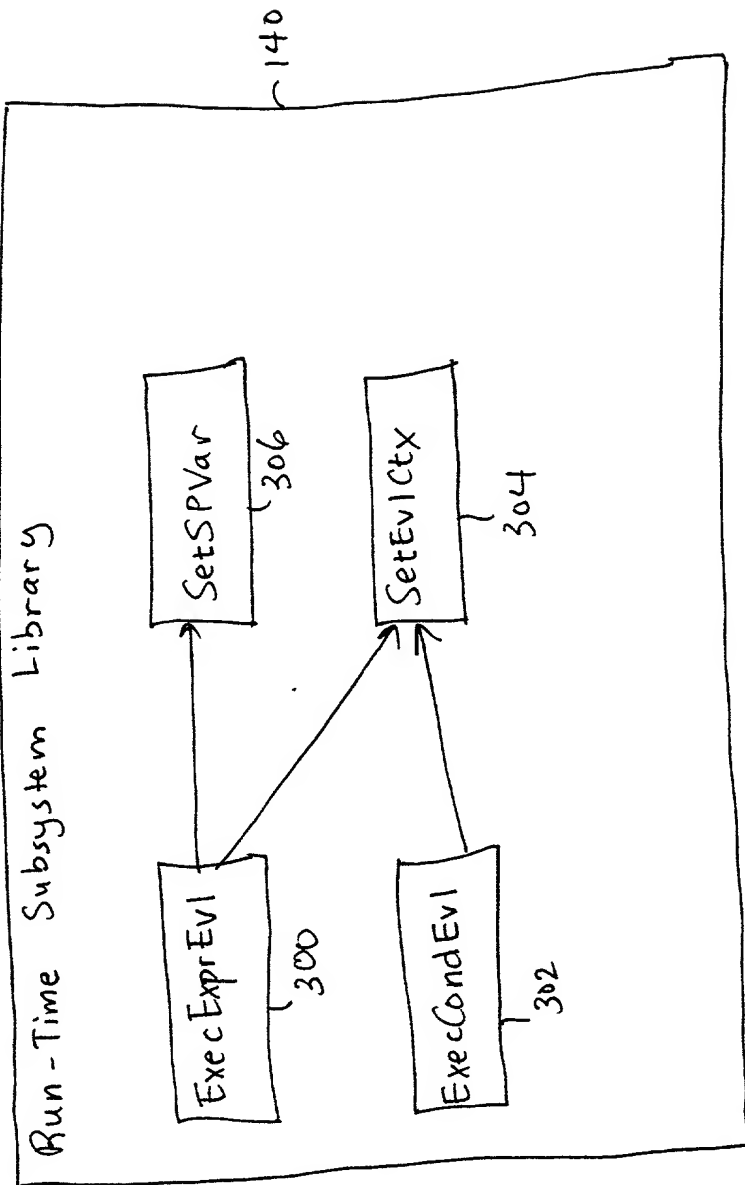 Run-Time Subsystem Library
140
ExecExprEvl
300
SetSPVar
306
ExecCondEvl
302
SetEvlCtx
304